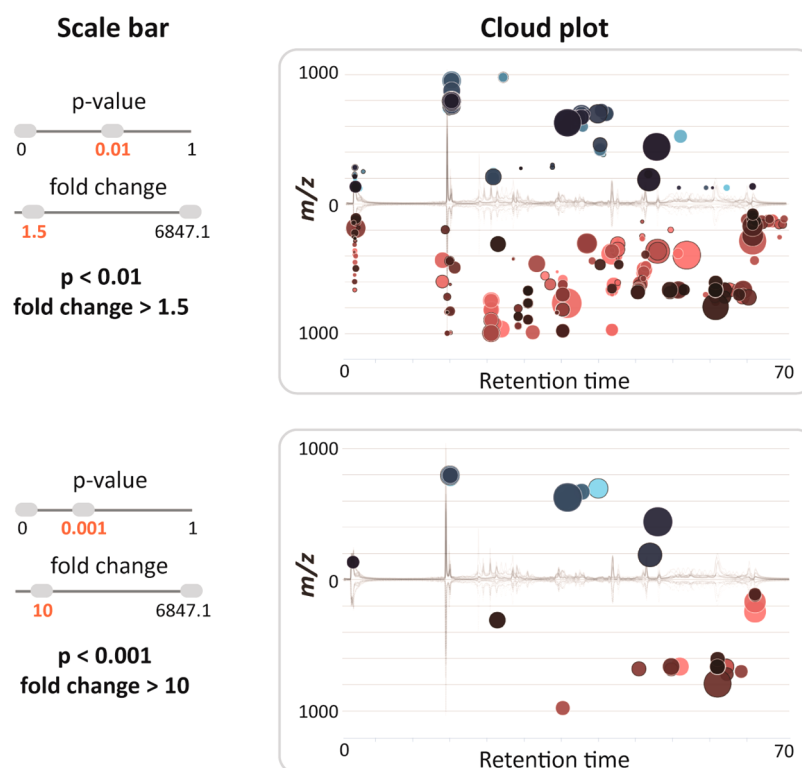 Scale bar
Cloud plot
p-value
0 0.01 1
fold change
1.5 6847.1
p < 0.01
fold change > 1.5
1000
0
1000
m/z
0 70
Retention time
p-value
0 0.001 1
fold change
10 6847.1
p < 0.001
fold change > 10
1000
0
1000
m/z
0 70
Retention time